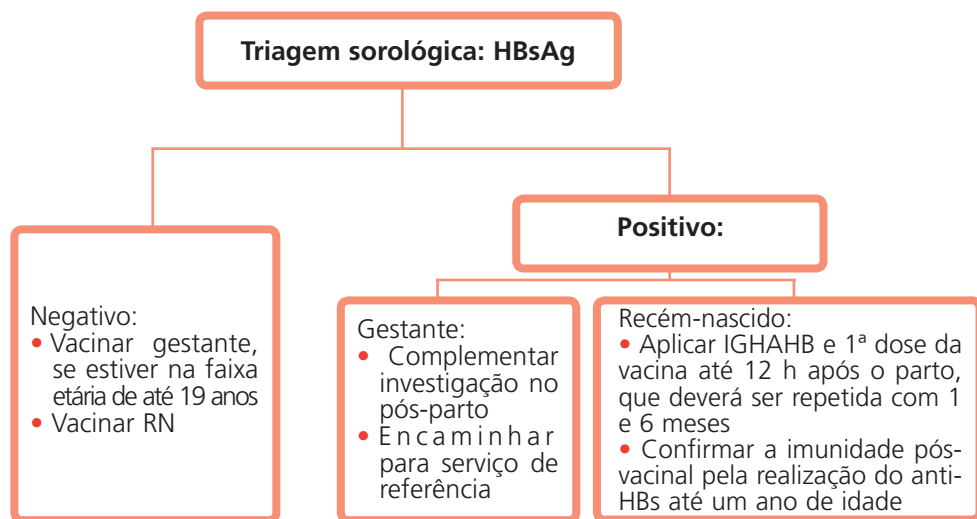 Triagem sorológica: HBsAg
Positivo:
Negativo:
• Vacinar gestante,
se estiver na faixa
etária de até 19 anos
• Vacinar RN
Gestante:
• Complementar
investigação no
pós-parto
• Encaminhar
para serviço de
referência
Recém-nascido:
• Aplicar IGHAHB e 1ª dose da
vacina até 12 h após o parto,
que deverá ser repetida com 1
e 6 meses
• Confirmar a imunidade pós-
vacinal pela realização do anti-
HBs até um ano de idade